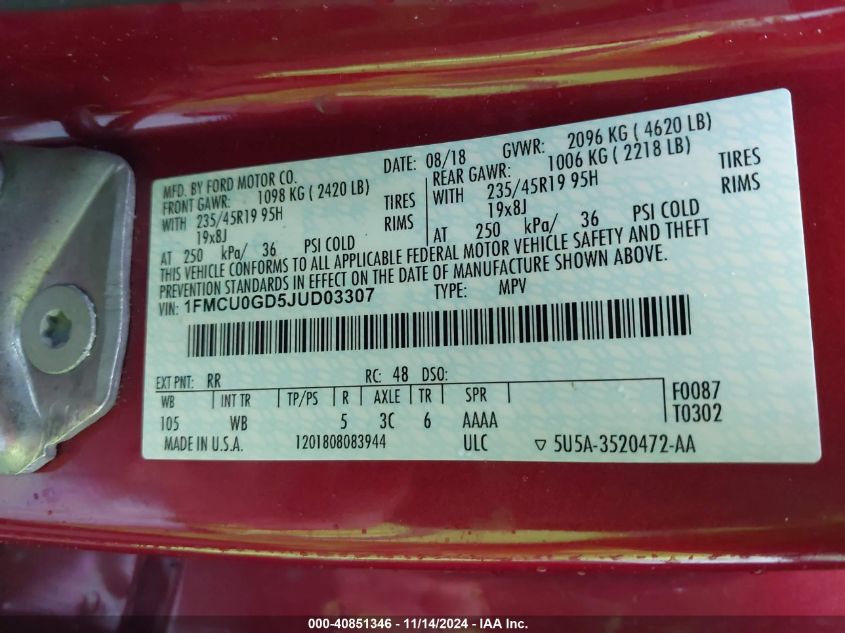 MFD. BY FORD MOTOR CO. DATE: 08/18 GVWR: 2096 KG ( 4620 LB)
FRONT GAWR: 1098 KG ( 2420 LB) REAR GAWR: 1006 KG ( 2218 LB)
WITH 235/45R19 95H TIRES WITH 235/45R19 95H TIRES
19x8J RIMS 19x8J RIMS
AT 250 kPa/ 36 PSI COLD AT 250 kPa/ 36 PSI COLD
THIS VEHICLE CONFORMS TO ALL APPLICABLE FEDERAL MOTOR VEHICLE SAFETY AND THEFT
PREVENTION STANDARDS IN EFFECT ON THE DATE OF MANUFACTURE SHOWN ABOVE.
VIN: 1FMCU0GD5JUD03307 TYPE: MPV
EXT PNT: RR RC: 48 DSO:
WB INT TR TP/PS R AXLE TR SPR F0087
105 WB 5 3C 6 AAAA T0302
MADE IN U.S.A. 1201808083944 ULC ▽ 5U5A-3520472-AA
000-40851346 - 11/14/2024 - IAA Inc.